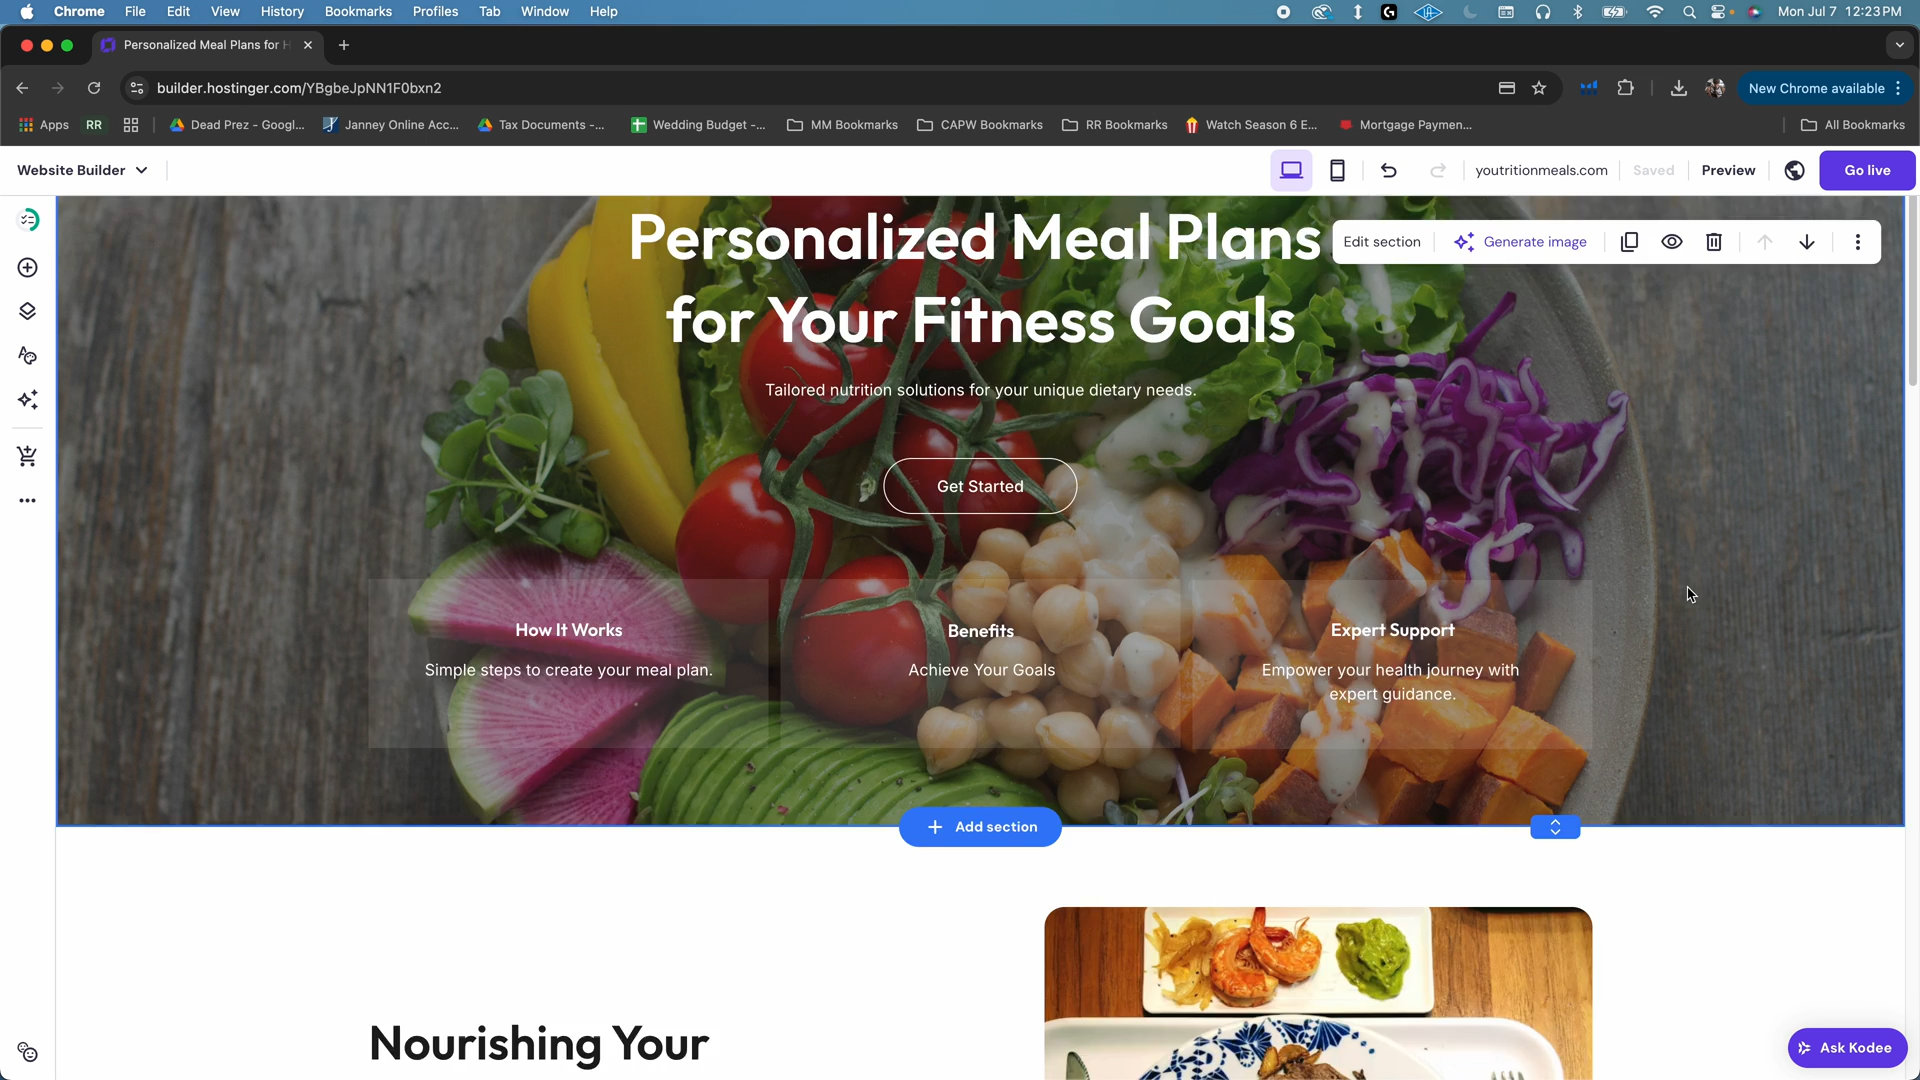 Chrome File Edit View History Bookmarks Profiles Tab Window Help
Mon Jul 7 12:23 PM
Personalized Meal Plans for H
builder.hostinger.com/YBgbeJpNN1F0bxn2
New Chrome available
Apps RR Dead Prez - Googl... Janney Online Acc... Tax Documents -... Wedding Budget -... MM Bookmarks CAPW Bookmarks RR Bookmarks Watch Season 6 E... Mortgage Paymen... All Bookmarks
Website Builder youtritionmeals.com Saved Preview Go live
Personalized Meal Plans
for Your Fitness Goals
Edit section Generate image
Tailored nutrition solutions for your unique dietary needs.
Get Started
How It Works
Simple steps to create your meal plan.
Benefits
Achieve Your Goals
Expert Support
Empower your health journey with
expert guidance.
Add section
Nourishing Your
Ask Kodee